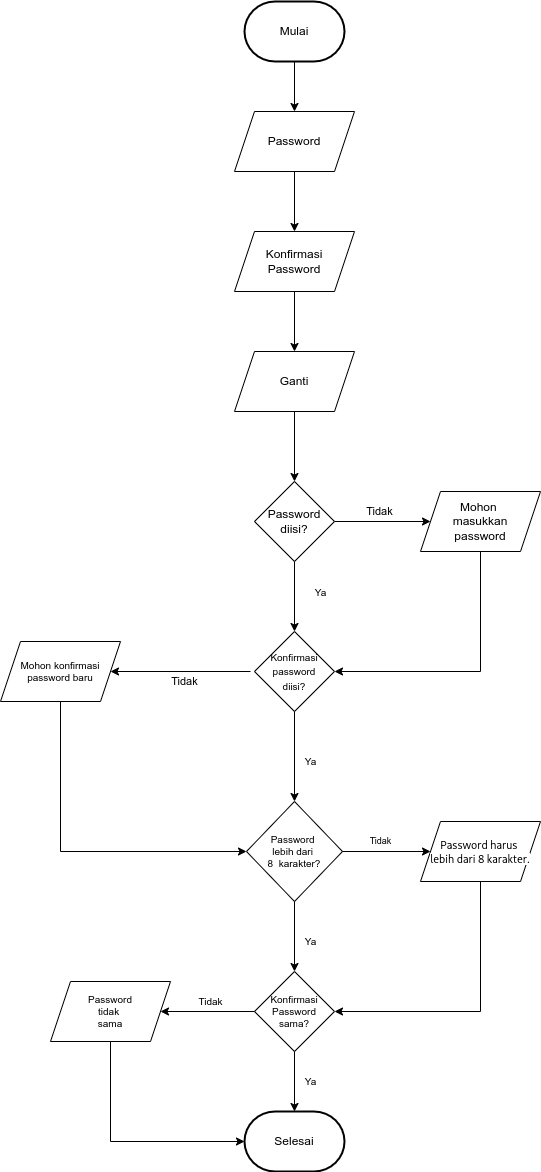 Mulai
Password
Konfirmasi
Password
Ganti
Password
diisi?
Tidak
Mohon
masukkan
password
Ya
Konfirmasi
password
diisi?
Tidak
Mohon konfirmasi
password baru
Ya
Password
lebih dari
8 karakter?
Tidak
Password harus
lebih dari 8 karakter.
Ya
Konfirmasi
Password
sama?
Tidak
Password
tidak
sama
Ya
Selesai